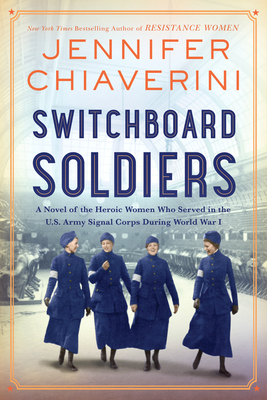 New York Times Bestselling Author of RESISTANCE WOMEN
JENNIFER
CHIAVERINI
SWITCHBOARD
SOLDIERS
A Novel of the Heroic Women Who Served in the
U.S. Army Signal Corps During World War I